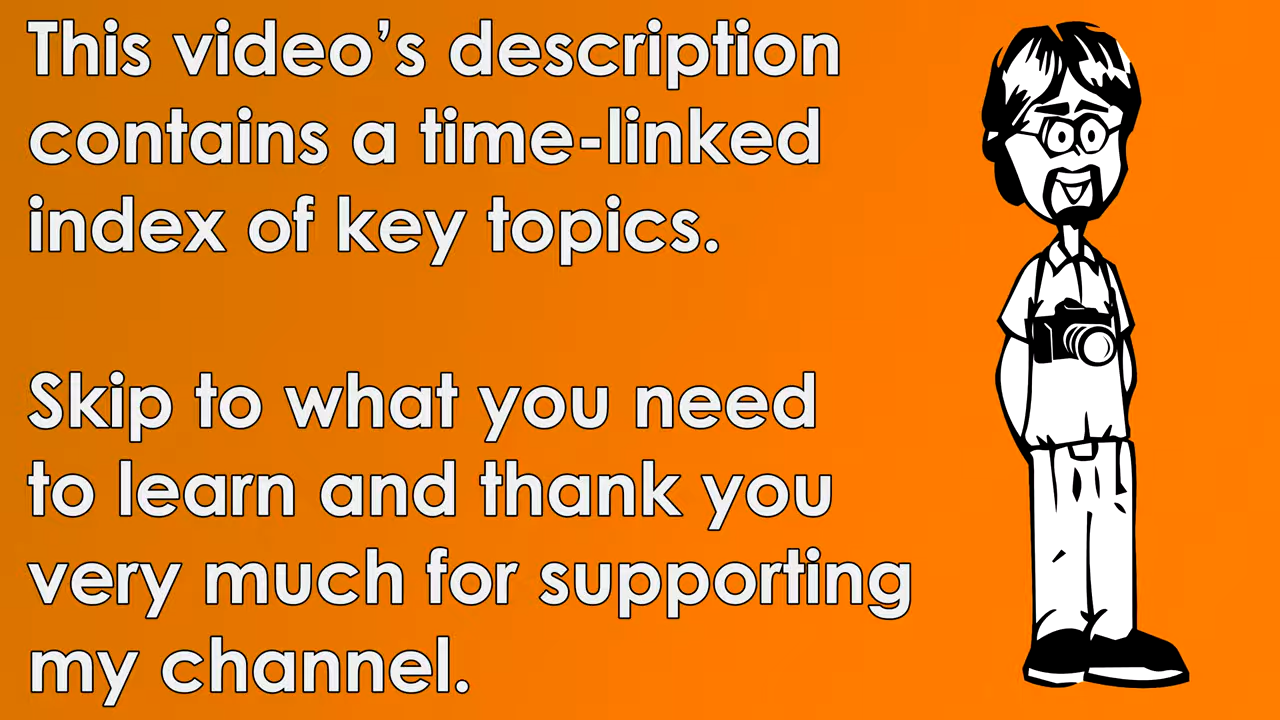 This video’s description
contains a time-linked
index of key topics.
Skip to what you need
to learn and thank you
very much for supporting
my channel.